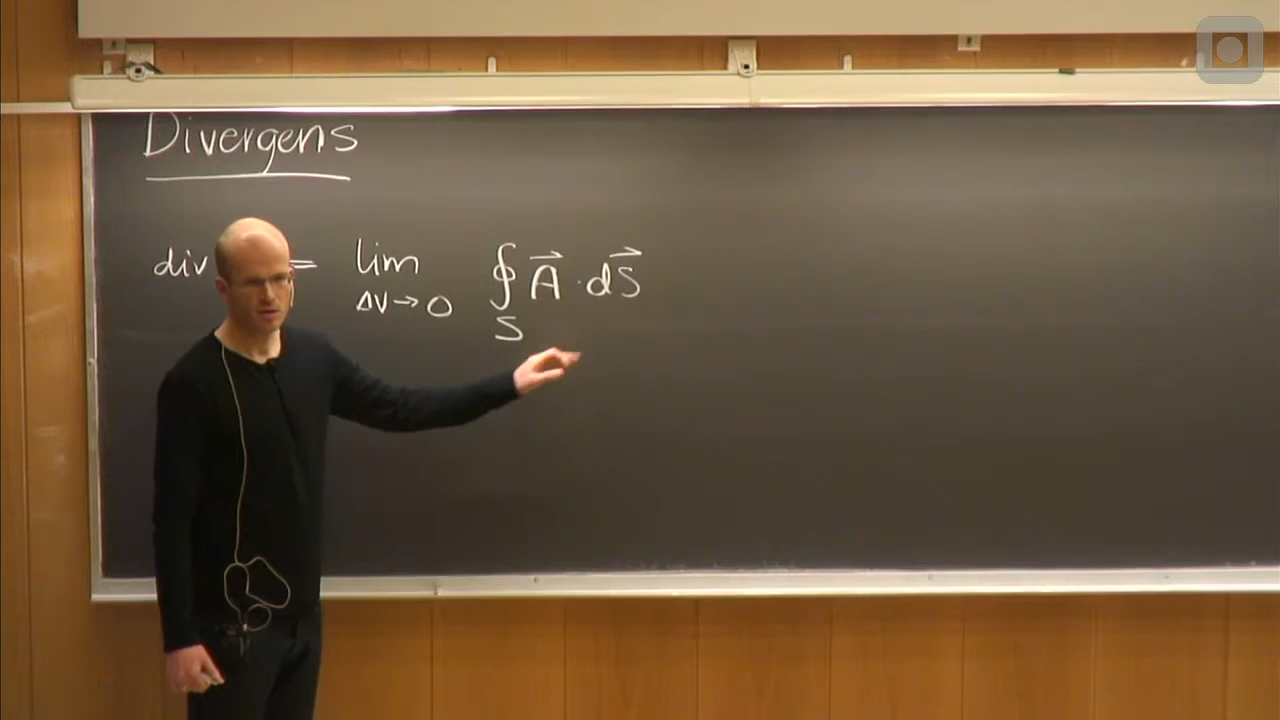 Divergens
div = lim ∮ A⃗ · dS⃗
ΔV→0 S